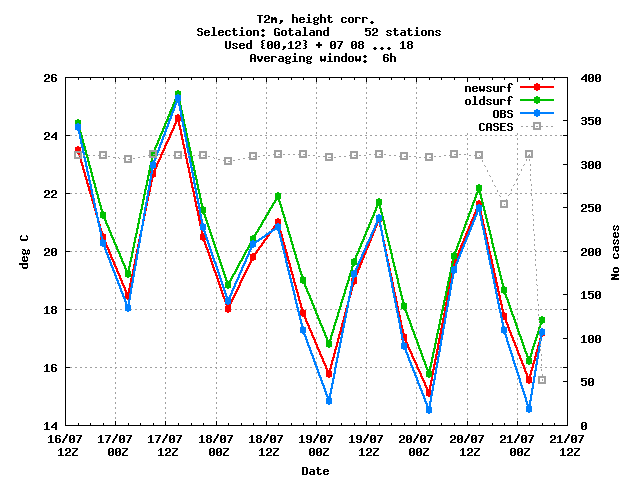 T2m, height corr.
Selection: Gotaland     52 stations
Used {00,12} + 07 08 ... 18
Averaging window:  6h
26
24
22
20
18
16
14
deg C
400
350
300
250
200
150
100
50
0
No cases
newsurf
oldsurf
OBS
CASES
16/07 17/07 17/07 18/07 18/07 19/07 19/07 20/07 20/07 21/07 21/07
12Z 00Z 12Z 00Z 12Z 00Z 12Z 00Z 12Z 00Z 12Z
Date